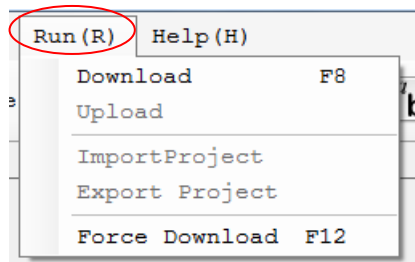 Run(R) Help(H)
Download F8
Upload
ImportProject
Export Project
Force Download F12